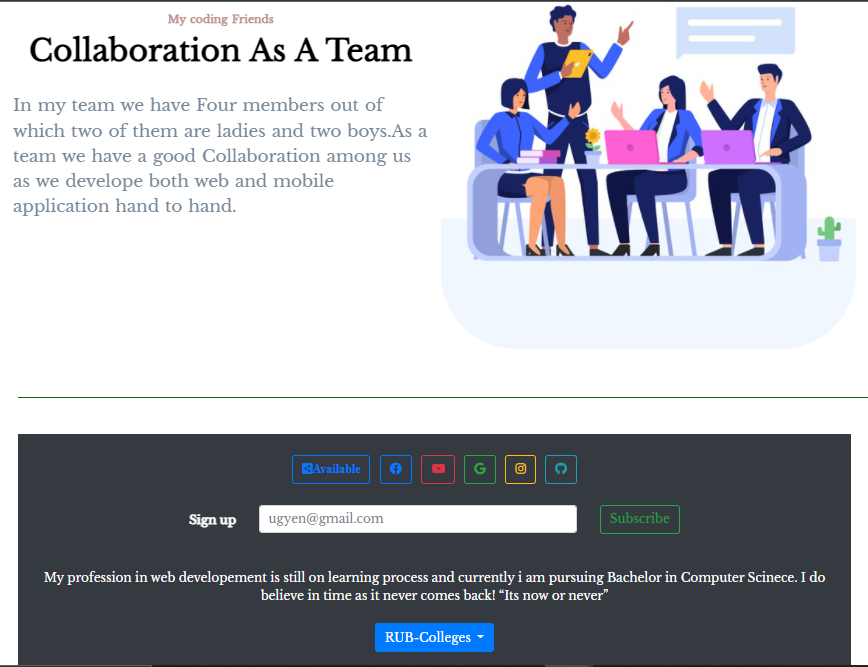 My coding Friends
Collaboration As A Team
In my team we have Four members out of
which two of them are ladies and two boys.As a
team we have a good Collaboration among us
as we develope both web and mobile
application hand to hand.
Available
Sign up
ugyen@gmail.com
Subscribe
My profession in web developement is still on learning process and currently i am pursuing Bachelor in Computer Scinece. I do
believe in time as it never comes back! “Its now or never”
RUB-Colleges